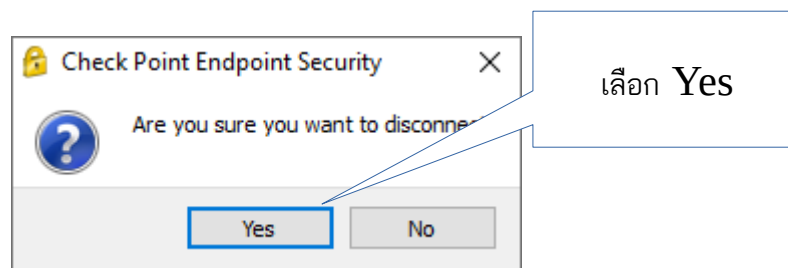 Check Point Endpoint Security
Are you sure you want to disconnect
Yes
No
เลือก Yes